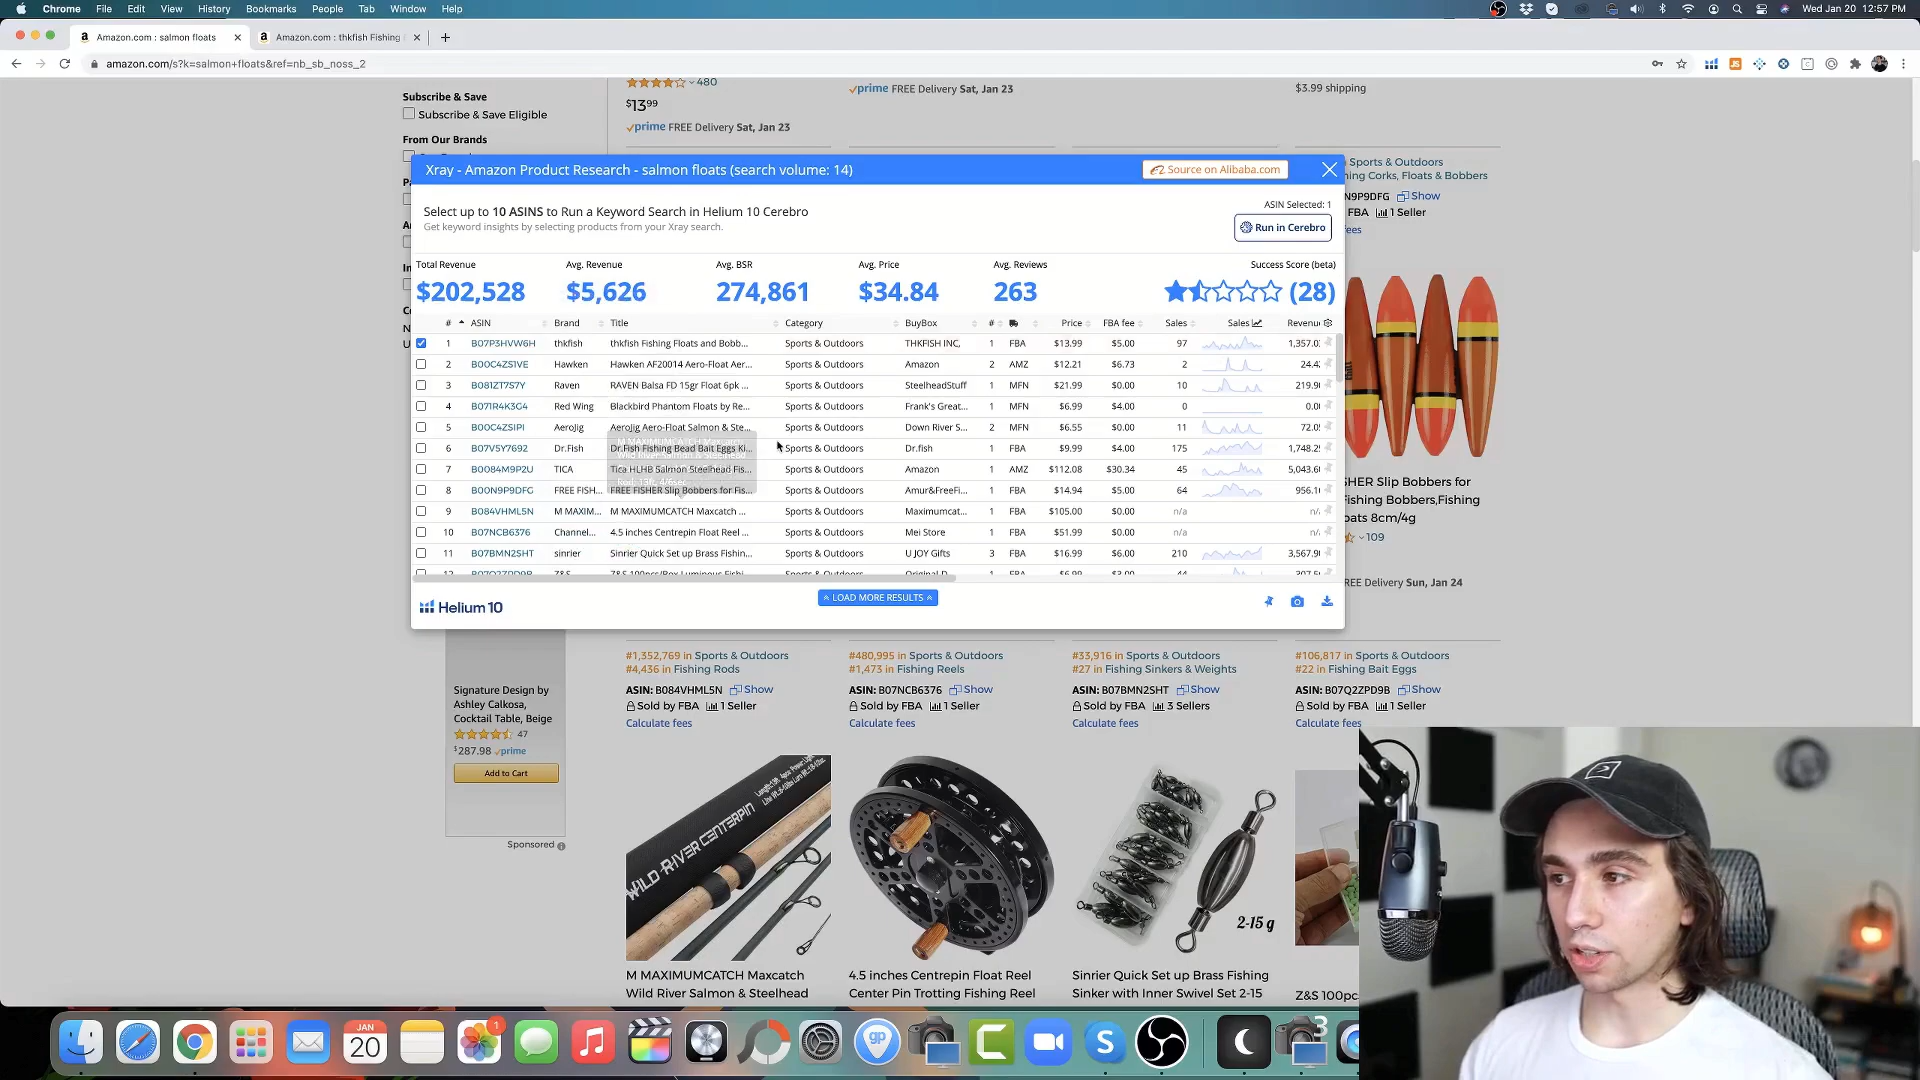 Chrome File Edit View History Bookmarks People Tab Window Help
Wed Jan 20 12:57 PM
Amazon.com : salmon floats
Amazon.com : thkfish Fishing
amazon.com/s?k=salmon+floats&ref=nb_sb_noss_2
Subscribe & Save
Subscribe & Save Eligible
From Our Brands
480
$13.99
prime FREE Delivery Sat, Jan 23
prime FREE Delivery Sat, Jan 23
$3.99 shipping
Xray - Amazon Product Research - salmon floats (search volume: 14)
Source on Alibaba.com
Select up to 10 ASINS to Run a Keyword Search in Helium 10 Cerebro
Get keyword insights by selecting products from your Xray search.
ASIN Selected: 1
Run in Cerebro
Total Revenue Avg. Revenue Avg. BSR Avg. Price Avg. Reviews Success Score (beta)
$202,528 $5,626 274,861 $34.84 263 (28)
# ASIN Brand Title Category BuyBox # Price FBA fee Sales Sales Revenu
1 B07P3HVW6H thkfish thkfish Fishing Floats and Bobb... Sports & Outdoors THKFISH INC, 1 FBA $13.99 $5.00 97 1,357.0
2 B00C4ZS1VE Hawken Hawken AF20014 Aero-Float Aer... Sports & Outdoors Amazon 2 AMZ $12.21 $6.73 2 24.4
3 B081ZT7S7Y Raven RAVEN Balsa FD 15gr Float 6pk ... Sports & Outdoors SteelheadStuff 1 MFN $21.99 $0.00 10 219.9
4 B071R4K3G4 Red Wing Blackbird Phantom Floats by Re... Sports & Outdoors Frank's Great... 1 MFN $6.99 $4.00 0 0.0
5 B00C4ZSIPI AeroJig AeroJig Aero-Float Salmon & Ste... Sports & Outdoors Down River S... 2 MFN $6.55 $0.00 11 72.0
6 B07V5Y7692 Dr.Fish Dr.Fish Fishing Bead Bait Eggs Ki... Sports & Outdoors Dr.fish 1 FBA $9.99 $4.00 175 1,748.2
7 B0084M9P2U TICA Tica HLHB Salmon Steelhead Fis... Sports & Outdoors Amazon 1 AMZ $112.08 $30.34 45 5,043.6
8 B00N9P9DFG FREE FISH... FREE FISHER Slip Bobbers for Fis... Sports & Outdoors Amur&FreeFi... 1 FBA $14.94 $5.00 64 956.1
9 B084VHML5N M MAXIM... M MAXIMUMCATCH Maxcatch ... Sports & Outdoors Maximumcat... 1 FBA $105.00 $0.00 n/a n/
10 B07NCB6376 Channel... 4.5 inches Centrepin Float Reel ... Sports & Outdoors Mei Store 1 FBA $51.99 $0.00 n/a n/
11 B07BMN2SHT sinrier Sinrier Quick Set up Brass Fishin... Sports & Outdoors U JOY Gifts 3 FBA $16.99 $6.00 210 3,567.9
12 B07Q2ZPD9B Z&S Z&S 100pcs/Box Luminous Fishi... Sports & Outdoors Original D... 1 FBA $6.99 $3.00 44 307.5
LOAD MORE RESULTS
Helium 10
Sports & Outdoors
ing Corks, Floats & Bobbers
N9P9DFG Show
FBA 1 Seller
ees
SHER Slip Bobbers for
ishing Bobbers,Fishing
oats 8cm/4g
109
REE Delivery Sun, Jan 24
#1,352,769 in Sports & Outdoors
#4,436 in Fishing Rods
ASIN: B084VHML5N Show
Sold by FBA 1 Seller
Calculate fees
#480,995 in Sports & Outdoors
#1,473 in Fishing Reels
ASIN: B07NCB6376 Show
Sold by FBA 1 Seller
Calculate fees
#33,916 in Sports & Outdoors
#27 in Fishing Sinkers & Weights
ASIN: B07BMN2SHT Show
Sold by FBA 3 Sellers
Calculate fees
#106,817 in Sports & Outdoors
#22 in Fishing Bait Eggs
ASIN: B07Q2ZPD9B Show
Sold by FBA 1 Seller
Calculate fees
Signature Design by
Ashley Calkosa,
Cocktail Table, Beige
47
$287.98 prime
Add to Cart
Sponsored
WILD RIVER CENTERPIN
2-15 g
M MAXIMUMCATCH Maxcatch
Wild River Salmon & Steelhead
4.5 inches Centrepin Float Reel
Center Pin Trotting Fishing Reel
Sinrier Quick Set up Brass Fishing
Sinker with Inner Swivel Set 2-15
Z&S 100pc
JAN
20
1
gp
3